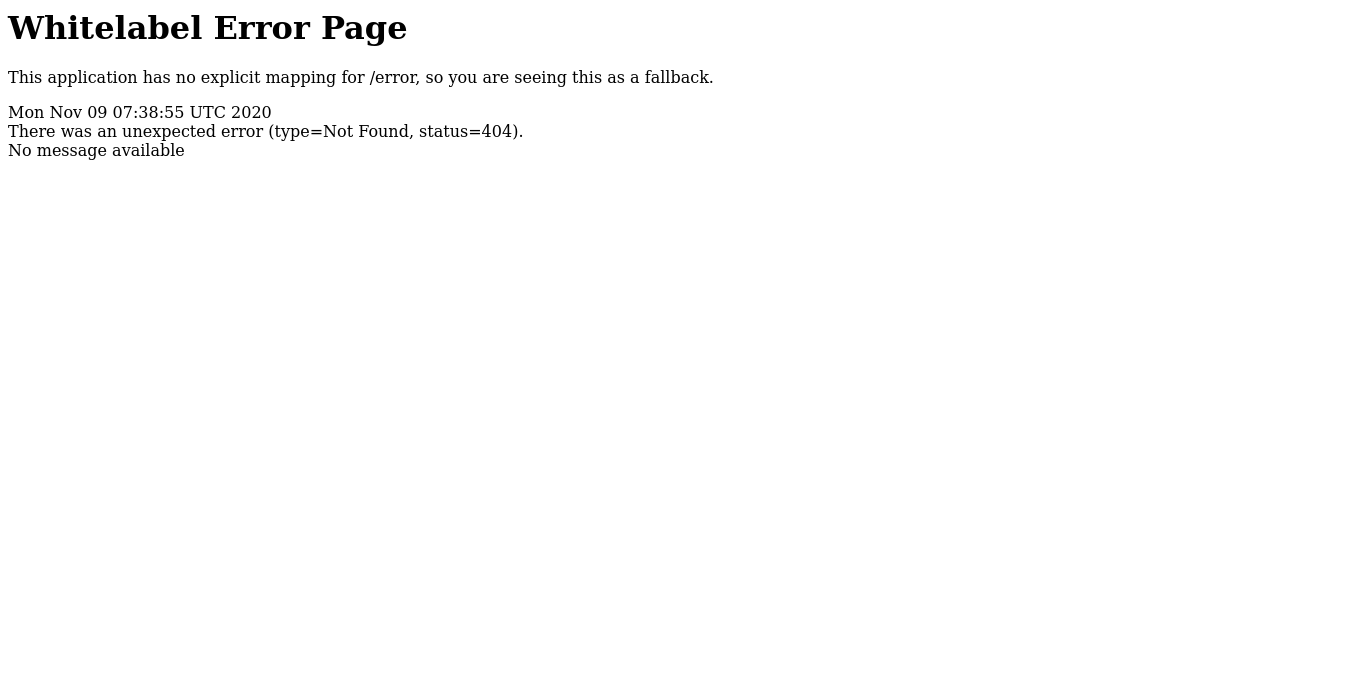 Whitelabel Error Page
This application has no explicit mapping for /error, so you are seeing this as a fallback.
Mon Nov 09 07:38:55 UTC 2020
There was an unexpected error (type=Not Found, status=404).
No message available